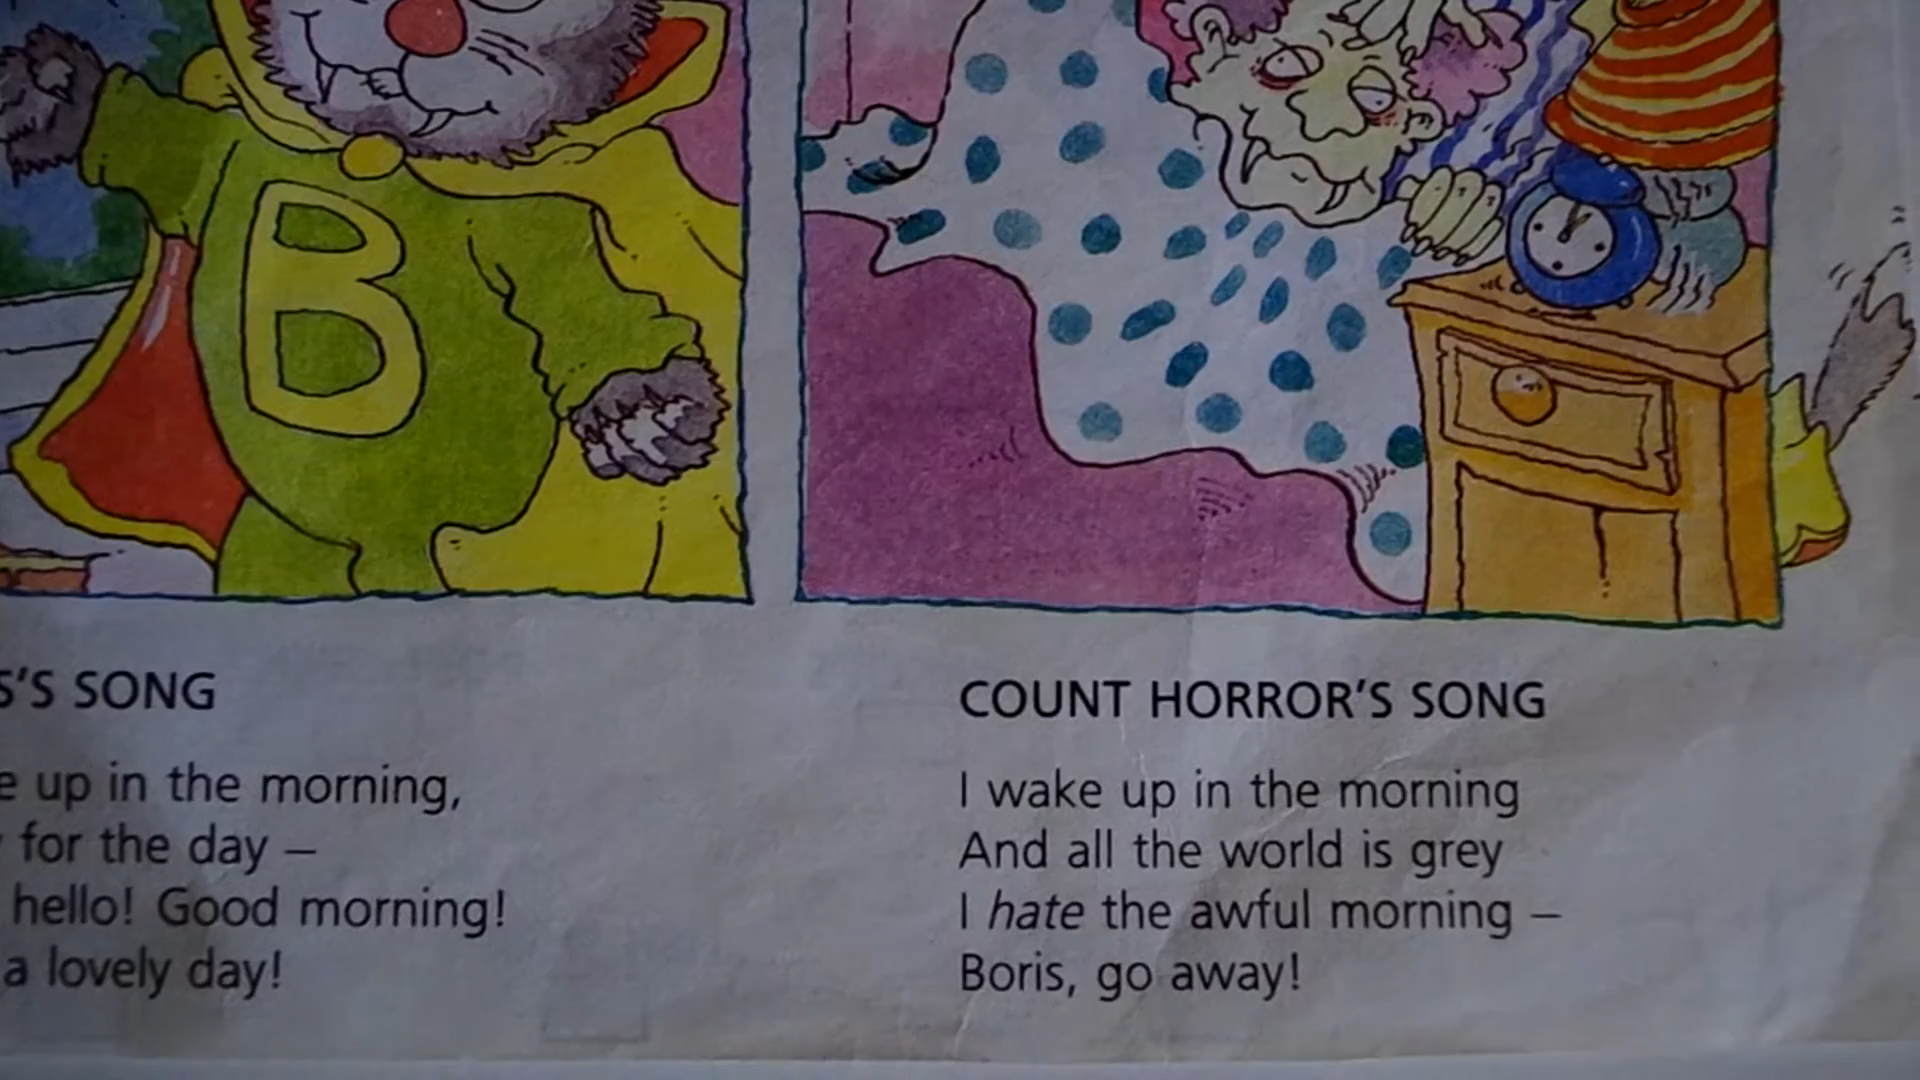 B
'S SONG
up in the morning,
for the day –
hello! Good morning!
a lovely day!
COUNT HORROR'S SONG
I wake up in the morning
And all the world is grey
I hate the awful morning –
Boris, go away!